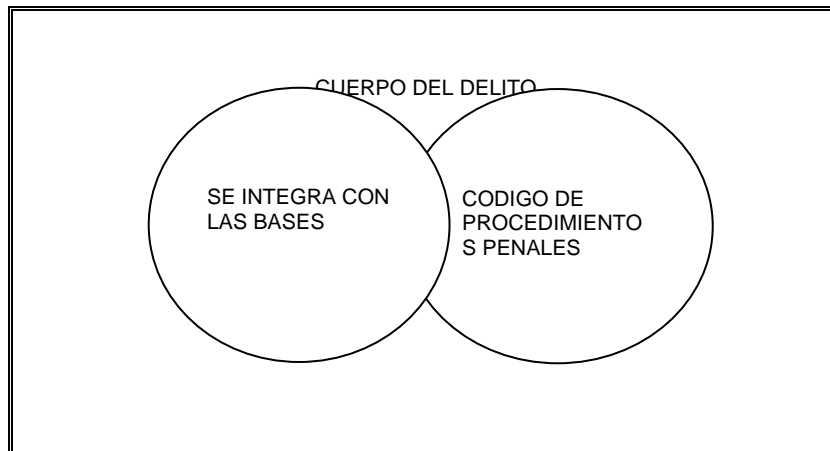 CUERPO DEL DELITO
SE INTEGRA CON
LAS BASES
CODIGO DE
PROCEDIMIENTO
S PENALES